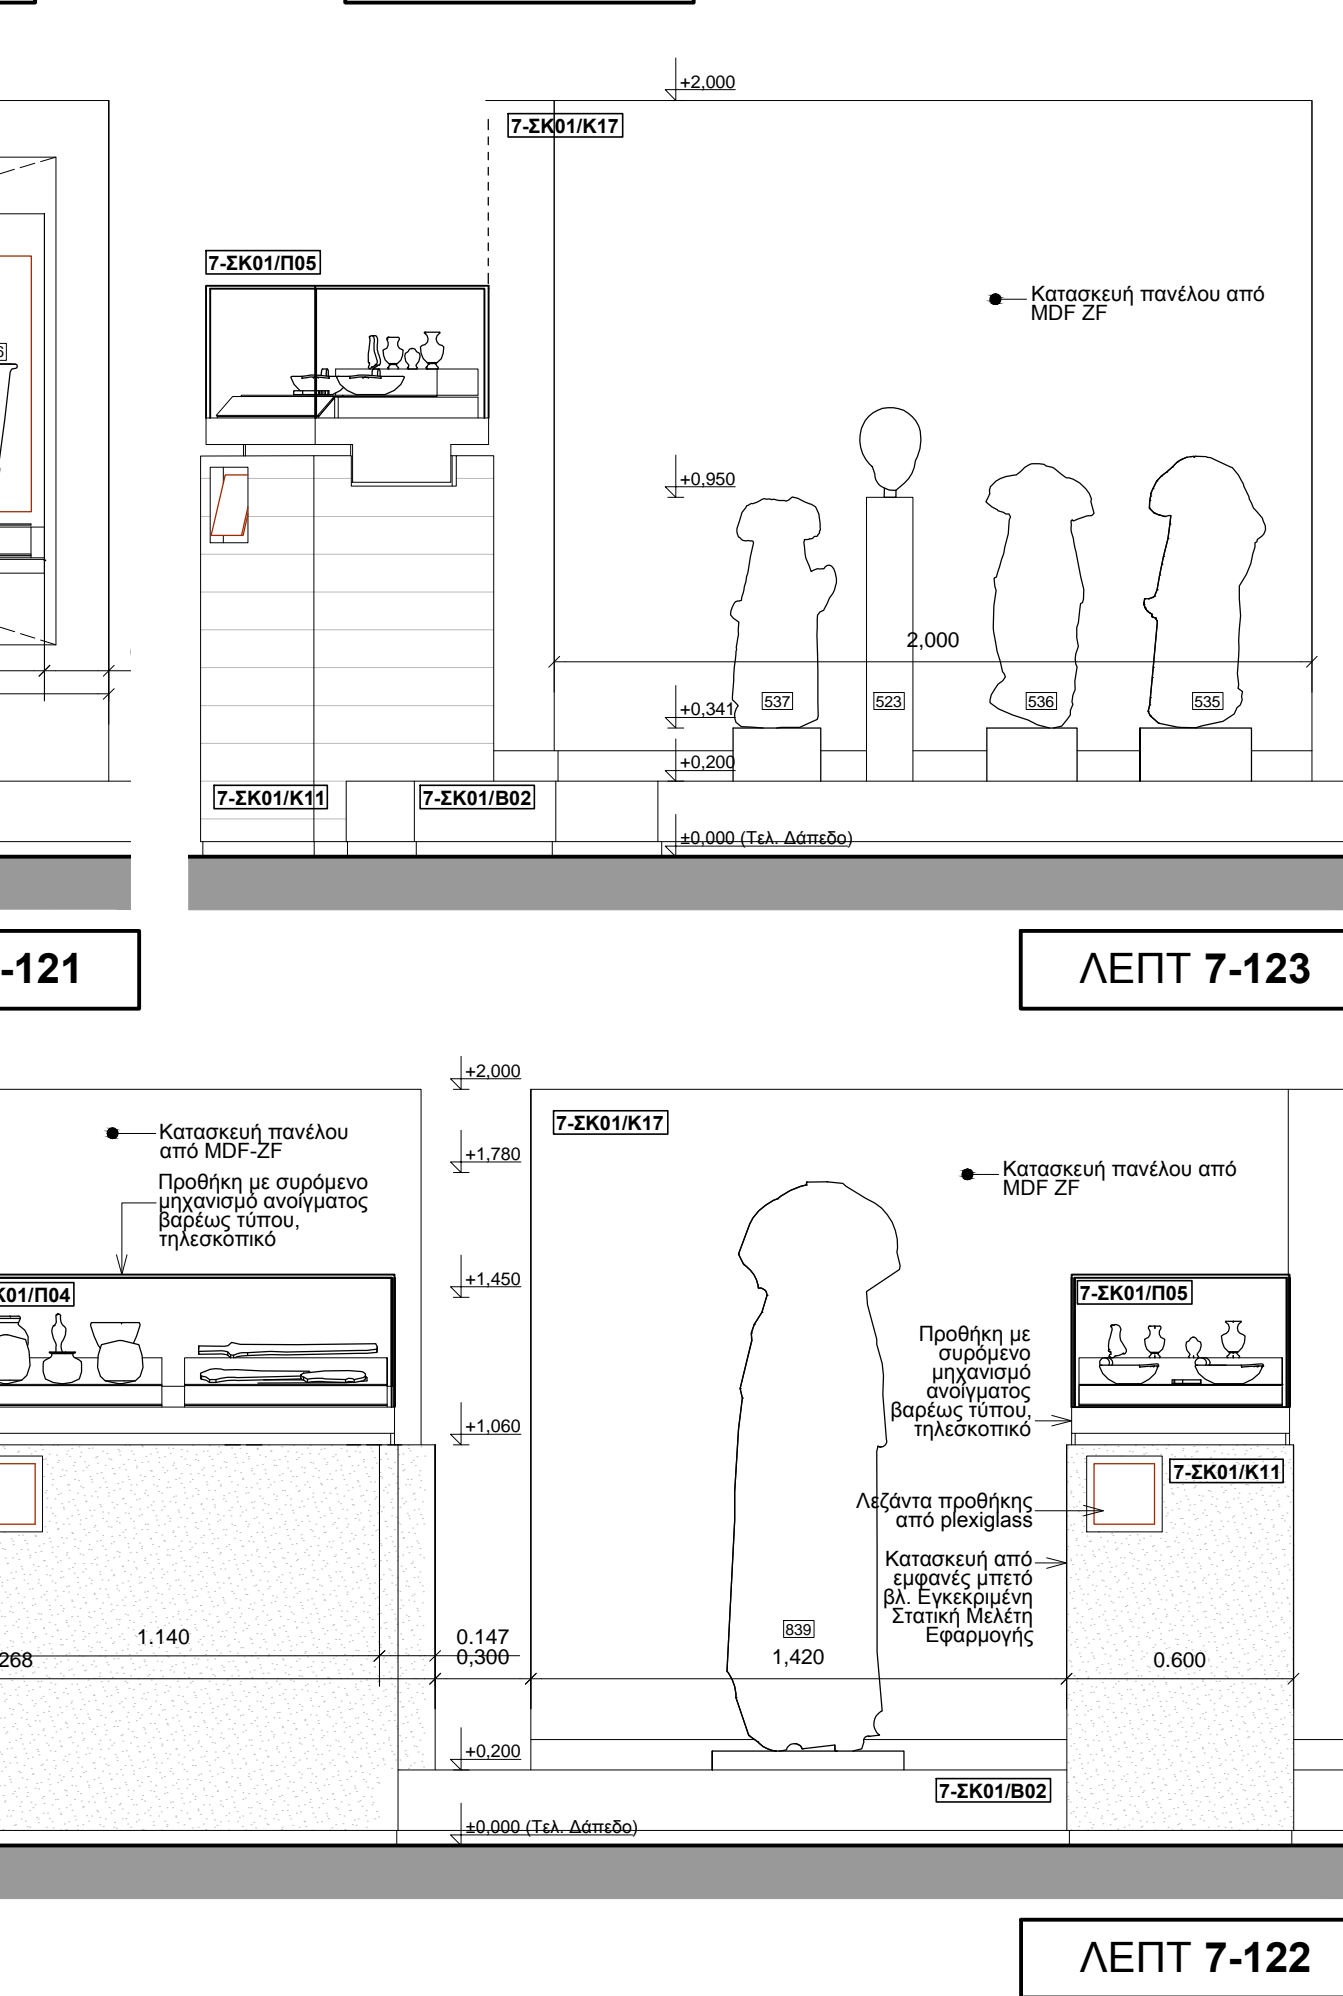 +2,000
7-ΣΚ01/Κ17
7-ΣΚ01/Π05
Κατασκευή πανέλου από
MDF ZF
+0,950
2,000
537
523
536
535
+0,341
+0,200
7-ΣΚ01/Κ11
7-ΣΚ01/Β02
±0,000 (Τελ. Δάπεδο)
-121
ΛΕΠΤ 7-123
+2,000
7-ΣΚ01/Κ17
Κατασκευή πανέλου
από MDF-ZF
+1,780
Κατασκευή πανέλου από
MDF ZF
Προθήκη με συρόμενο
μηχανισμό ανοίγματος
βαρέως τύπου,
τηλεσκοπικό
+1,450
Κ01/Π04
7-ΣΚ01/Π05
Προθήκη με
συρόμενο
μηχανισμό
ανοίγματος
βαρέως τύπου,
τηλεσκοπικό
+1,060
7-ΣΚ01/Κ11
Λεζάντα προθήκης
από plexiglass
Κατασκευή από
εμφανές μπετό
βλ. Εγκεκριμένη
Στατική Μελέτη
Εφαρμογής
839
1.140
0.147
268
0,300
1,420
0.600
+0,200
7-ΣΚ01/Β02
±0,000 (Τελ. Δάπεδο)
ΛΕΠΤ 7-122